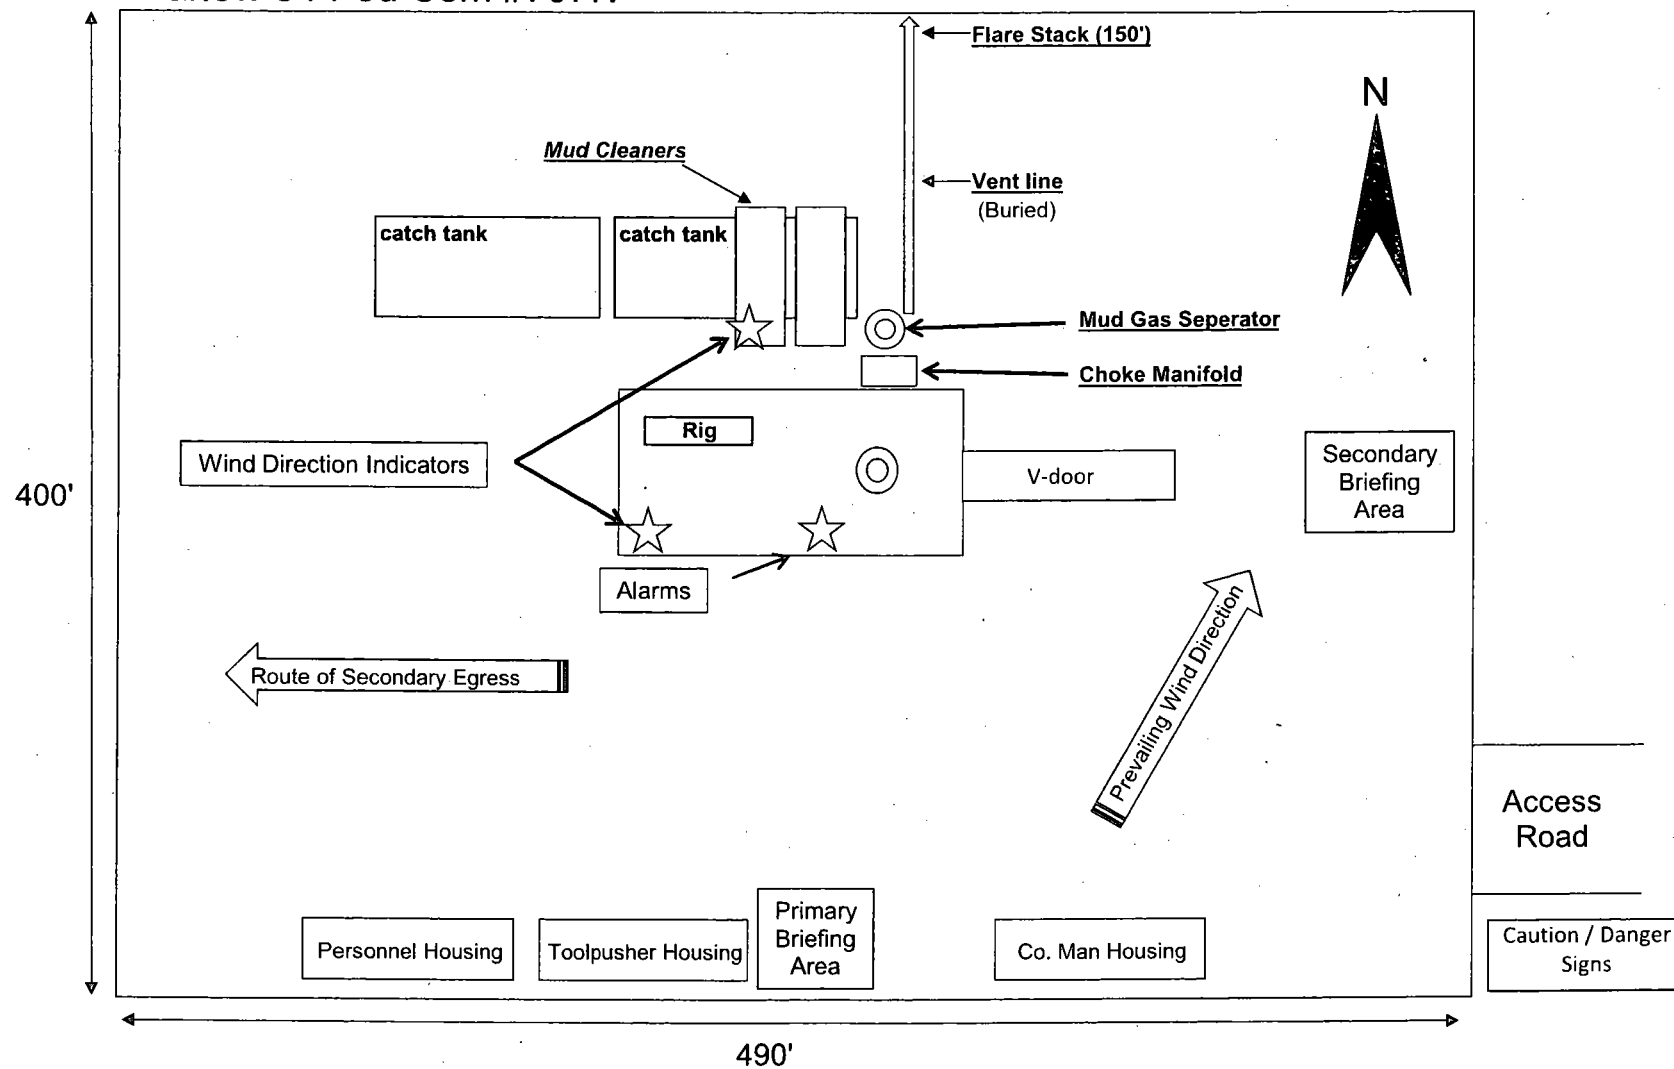 Flare Stack (150')
N
Mud Cleaners
Vent line
(Buried)
catch tank
catch tank
Mud Gas Seperator
Choke Manifold
Rig
Wind Direction Indicators
V-door
Secondary
Briefing
Area
400'
Alarms
Route of Secondary Egress
Prevailing Wind Direction
Access
Road
Primary
Briefing
Area
Personnel Housing
Toolpusher Housing
Co. Man Housing
Caution / Danger
Signs
490'